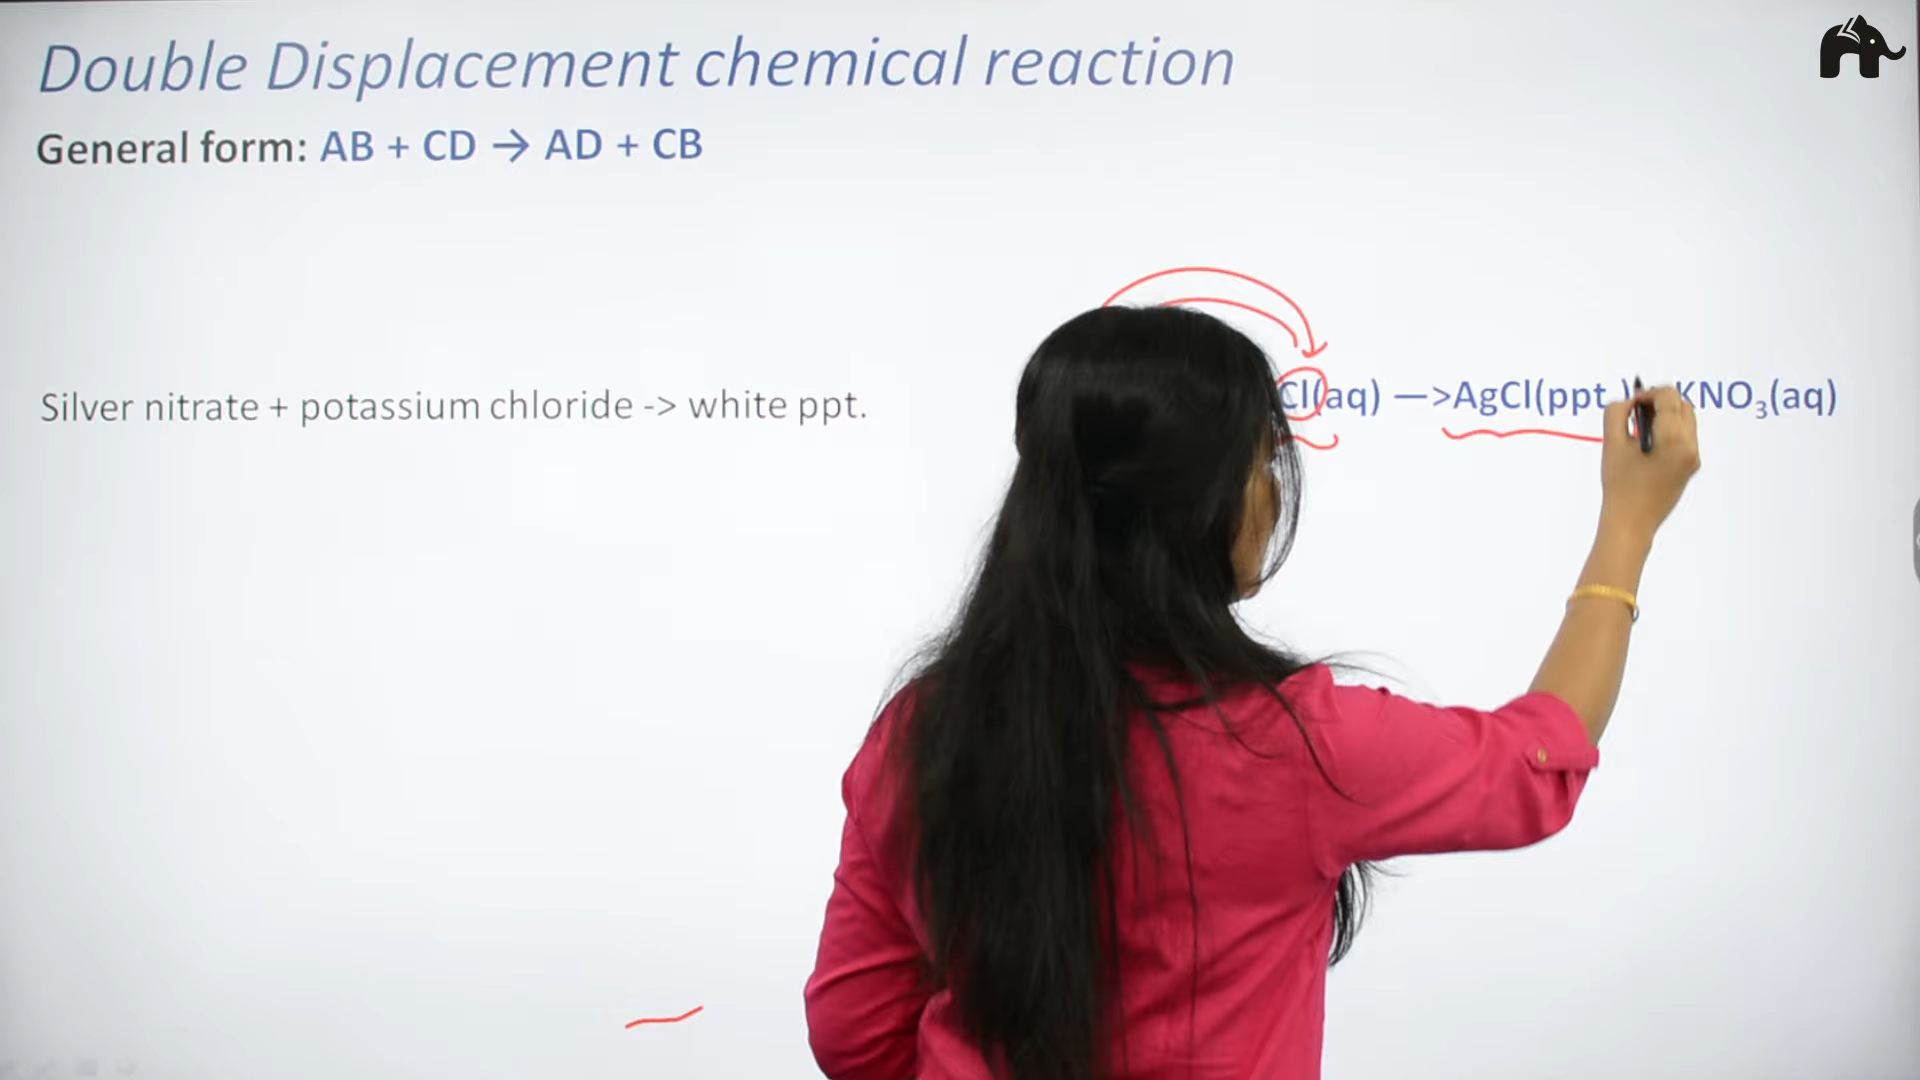 Double Displacement chemical reaction
General form: AB + CD → AD + CB
Silver nitrate + potassium chloride -> white ppt.
Cl(aq) —>AgCl(ppt.) + KNO₃(aq)